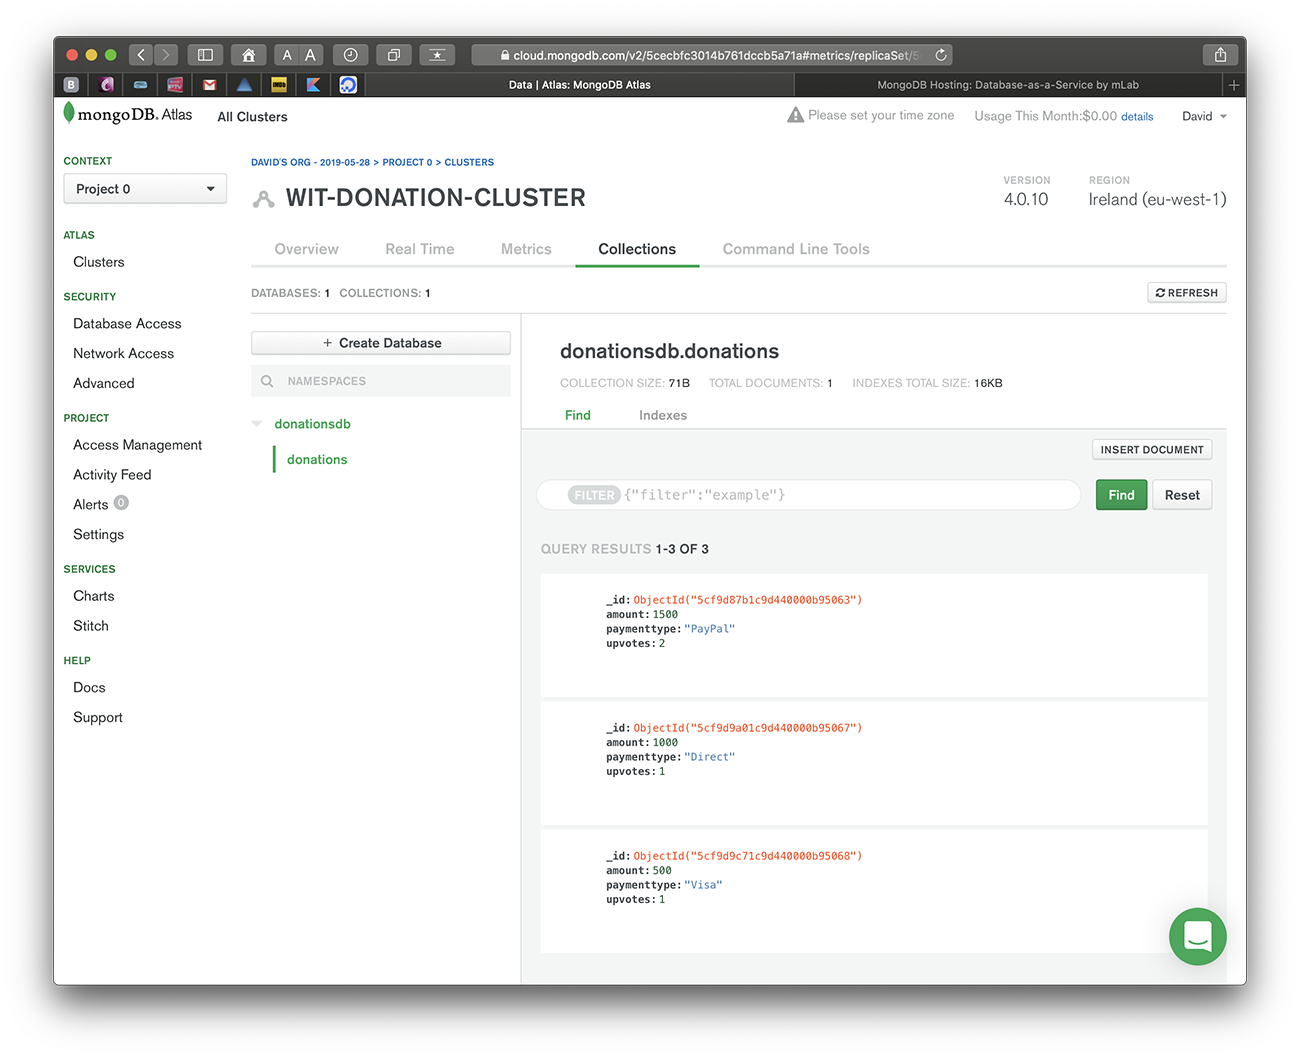 A A
cloud.mongodb.com/v2/5cecbfc3014b761dccb5a71a#metrics/replicaSet/5
B
Data | Atlas: MongoDB Atlas
MongoDB Hosting: Database-as-a-Service by mLab
mongoDB. Atlas
All Clusters
Please set your time zone
Usage This Month:$0.00 details
David
CONTEXT
Project 0
ATLAS
Clusters
SECURITY
Database Access
Network Access
Advanced
PROJECT
Access Management
Activity Feed
Alerts 0
Settings
SERVICES
Charts
Stitch
HELP
Docs
Support
DAVID'S ORG - 2019-05-28 > PROJECT 0 > CLUSTERS
WIT-DONATION-CLUSTER
VERSION
4.0.10
REGION
Ireland (eu-west-1)
Overview
Real Time
Metrics
Collections
Command Line Tools
DATABASES: 1 COLLECTIONS: 1
REFRESH
+ Create Database
NAMESPACES
donationsdb
donations
donationsdb.donations
COLLECTION SIZE: 71B TOTAL DOCUMENTS: 1 INDEXES TOTAL SIZE: 16KB
Find
Indexes
INSERT DOCUMENT
FILTER {"filter":"example"}
Find
Reset
QUERY RESULTS 1-3 OF 3
_id: ObjectId("5cf9d87b1c9d440000b95063")
amount: 1500
paymenttype: "PayPal"
upvotes: 2
_id: ObjectId("5cf9d9a01c9d440000b95067")
amount: 1000
paymenttype: "Direct"
upvotes: 1
_id: ObjectId("5cf9d9c71c9d440000b95068")
amount: 500
paymenttype: "Visa"
upvotes: 1